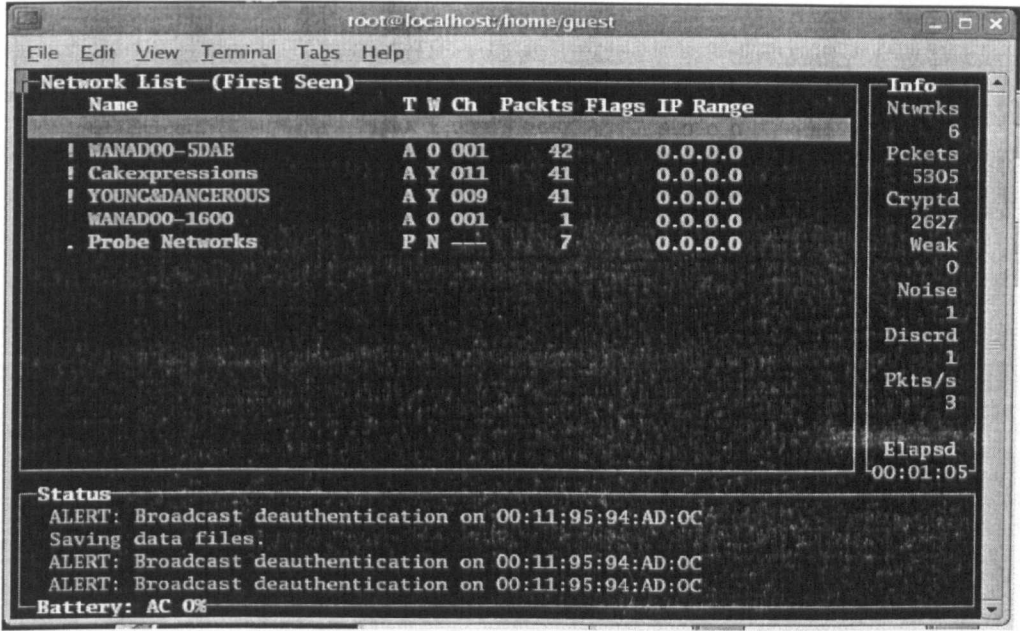 root@localhost:/home/guest
File Edit View Terminal Tabs Help
Network List—(First Seen)
Name T W Ch Packts Flags IP Range
! WANADOO-5DAE A O 001 42 0.0.0.0
! Cakexpressions A Y 011 41 0.0.0.0
! YOUNG&DANGEROUS A Y 009 41 0.0.0.0
WANADOO-1600 A O 001 1 0.0.0.0
. Probe Networks P N --- 7 0.0.0.0
Info
Ntwrks
6
Pckets
5305
Cryptd
2627
Weak
0
Noise
1
Discrd
1
Pkts/s
3
Elapsd
00:01:05
Status
ALERT: Broadcast deauthentication on 00:11:95:94:AD:0C
Saving data files.
ALERT: Broadcast deauthentication on 00:11:95:94:AD:0C
ALERT: Broadcast deauthentication on 00:11:95:94:AD:0C
Battery: AC 0%